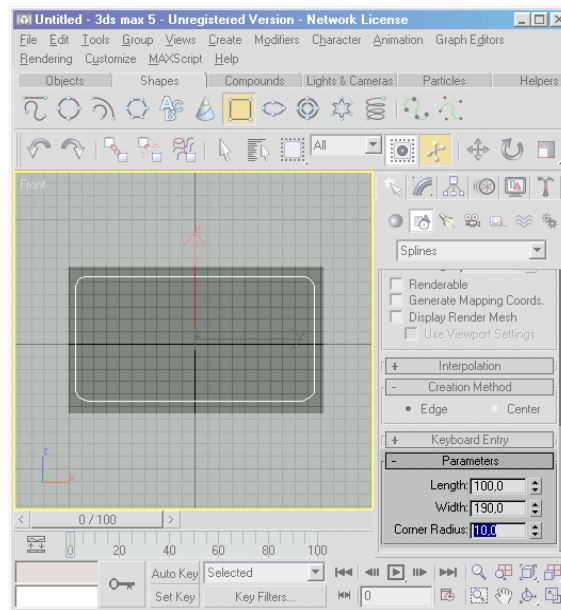 Untitled - 3ds max 5 - Unregistered Version - Network License
File Edit Tools Group Views Create Modifiers Character Animation Graph Editors
Rendering Customize MAXScript Help
Objects Shapes Compounds Lights & Cameras Particles Helpers
All
Front
y
x
Splines
Renderable
Generate Mapping Coords.
Display Render Mesh
Use Viewport Settings
+ Interpolation
- Creation Method
Edge Center
+ Keyboard Entry
- Parameters
Length: 100,0
Width: 190,0
Corner Radius: 10,0
z
x
< 0 / 100 >
0 20 40 60 80 100
Auto Key Selected
Set Key Key Filters... 0